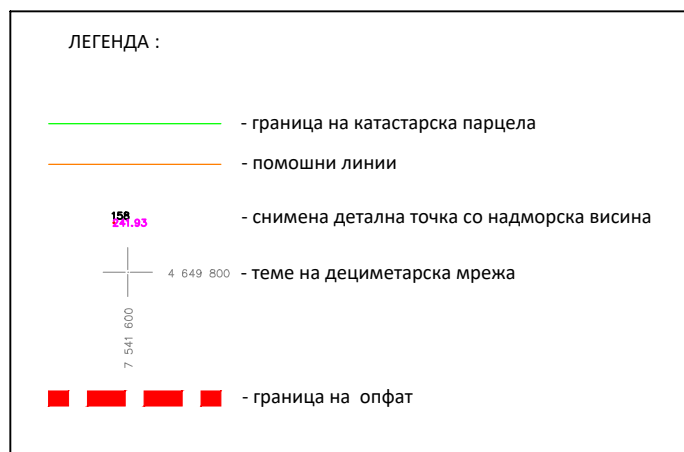 ЛЕГЕНДА :
- граница на катастарска парцела
- помошни линии
158
241.93
- снимена детална точка со надморска висина
4 649 800
- теме на дециметарска мрежа
7 541 600
- граница на опфат